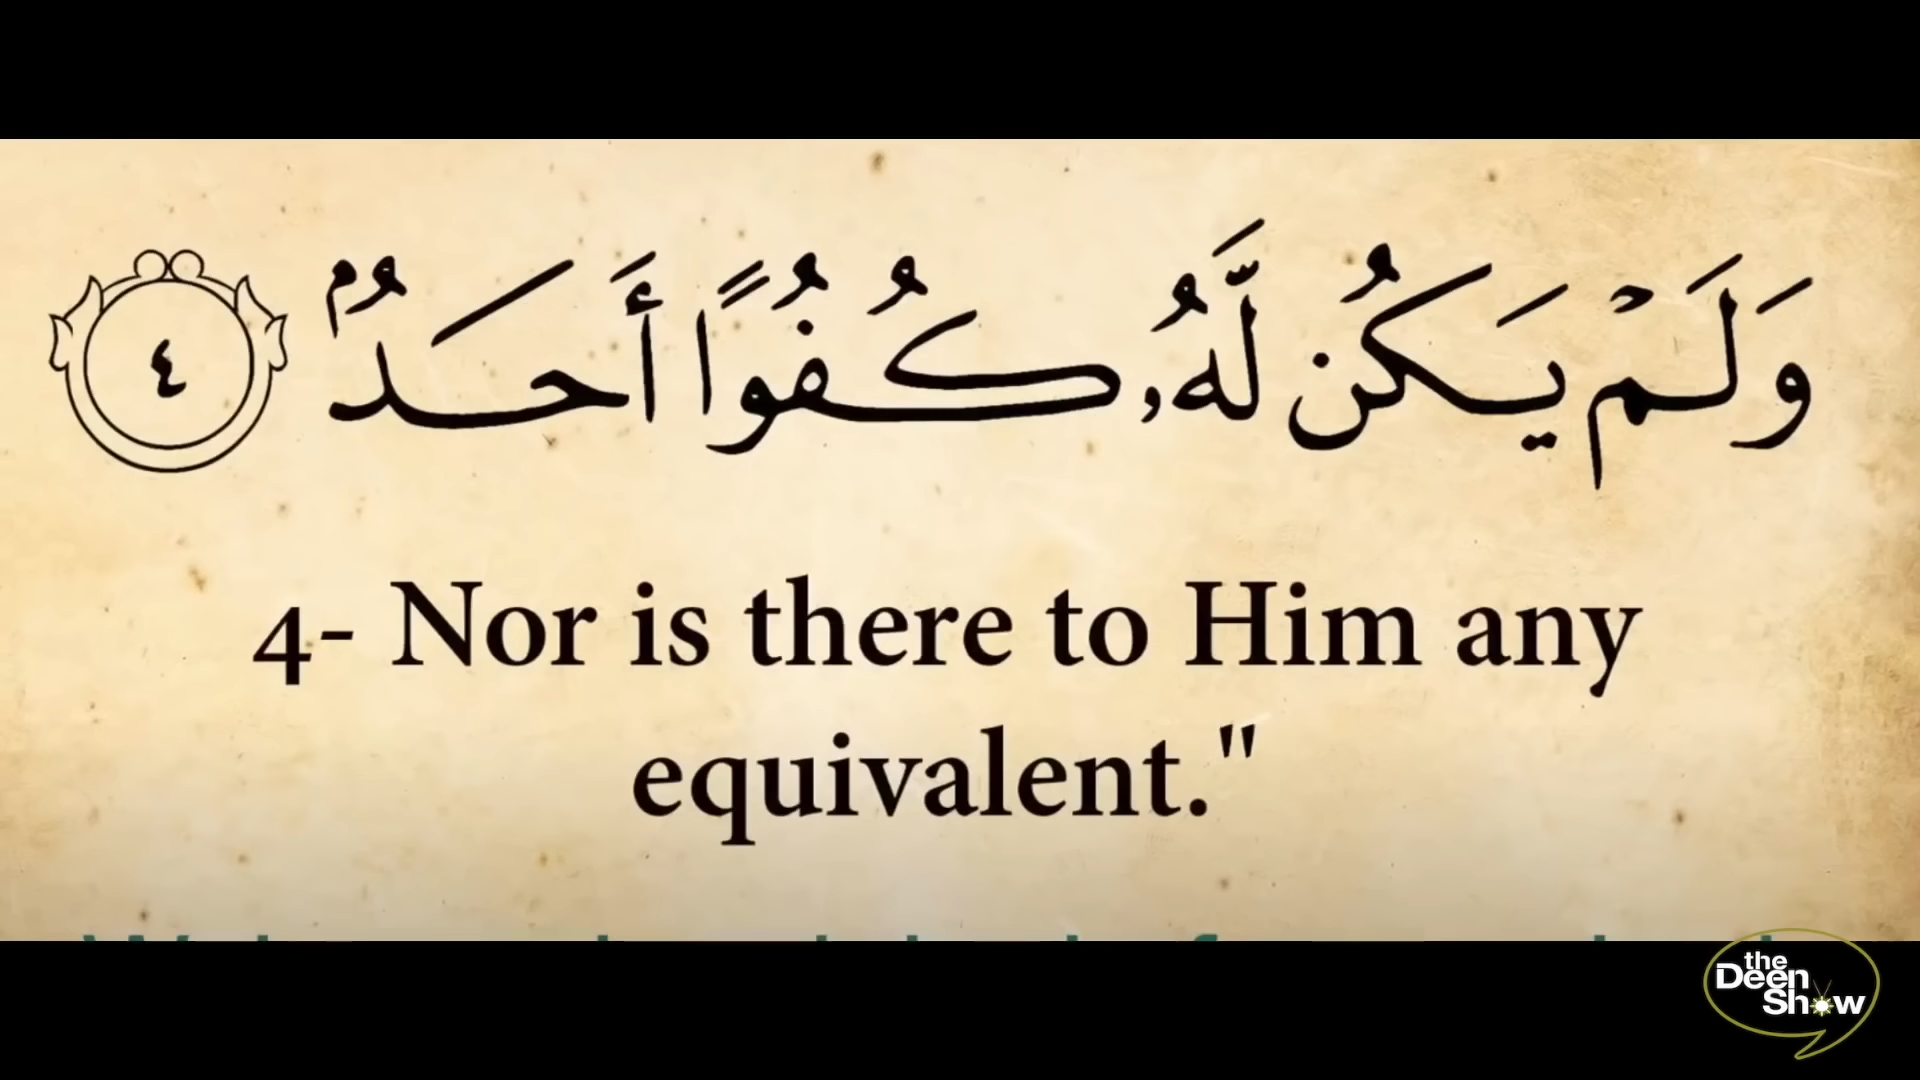 وَلَمْ يَكُن لَّهُۥ كُفُوًا أَحَدٌۢ ٤
4- Nor is there to Him any
equivalent."
the
Deen
Show